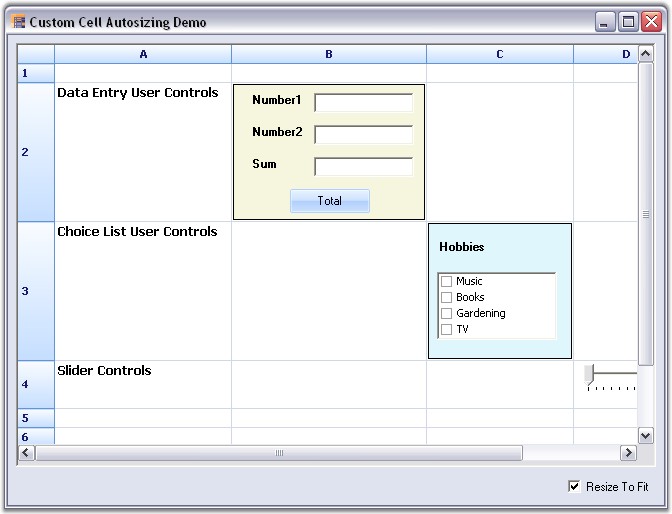 Custom Cell Autosizing Demo
A B C D
1
2 Data Entry User Controls
Number1
Number2
Sum
Total
3 Choice List User Controls
Hobbies
Music
Books
Gardening
TV
4 Slider Controls
5
6
Resize To Fit